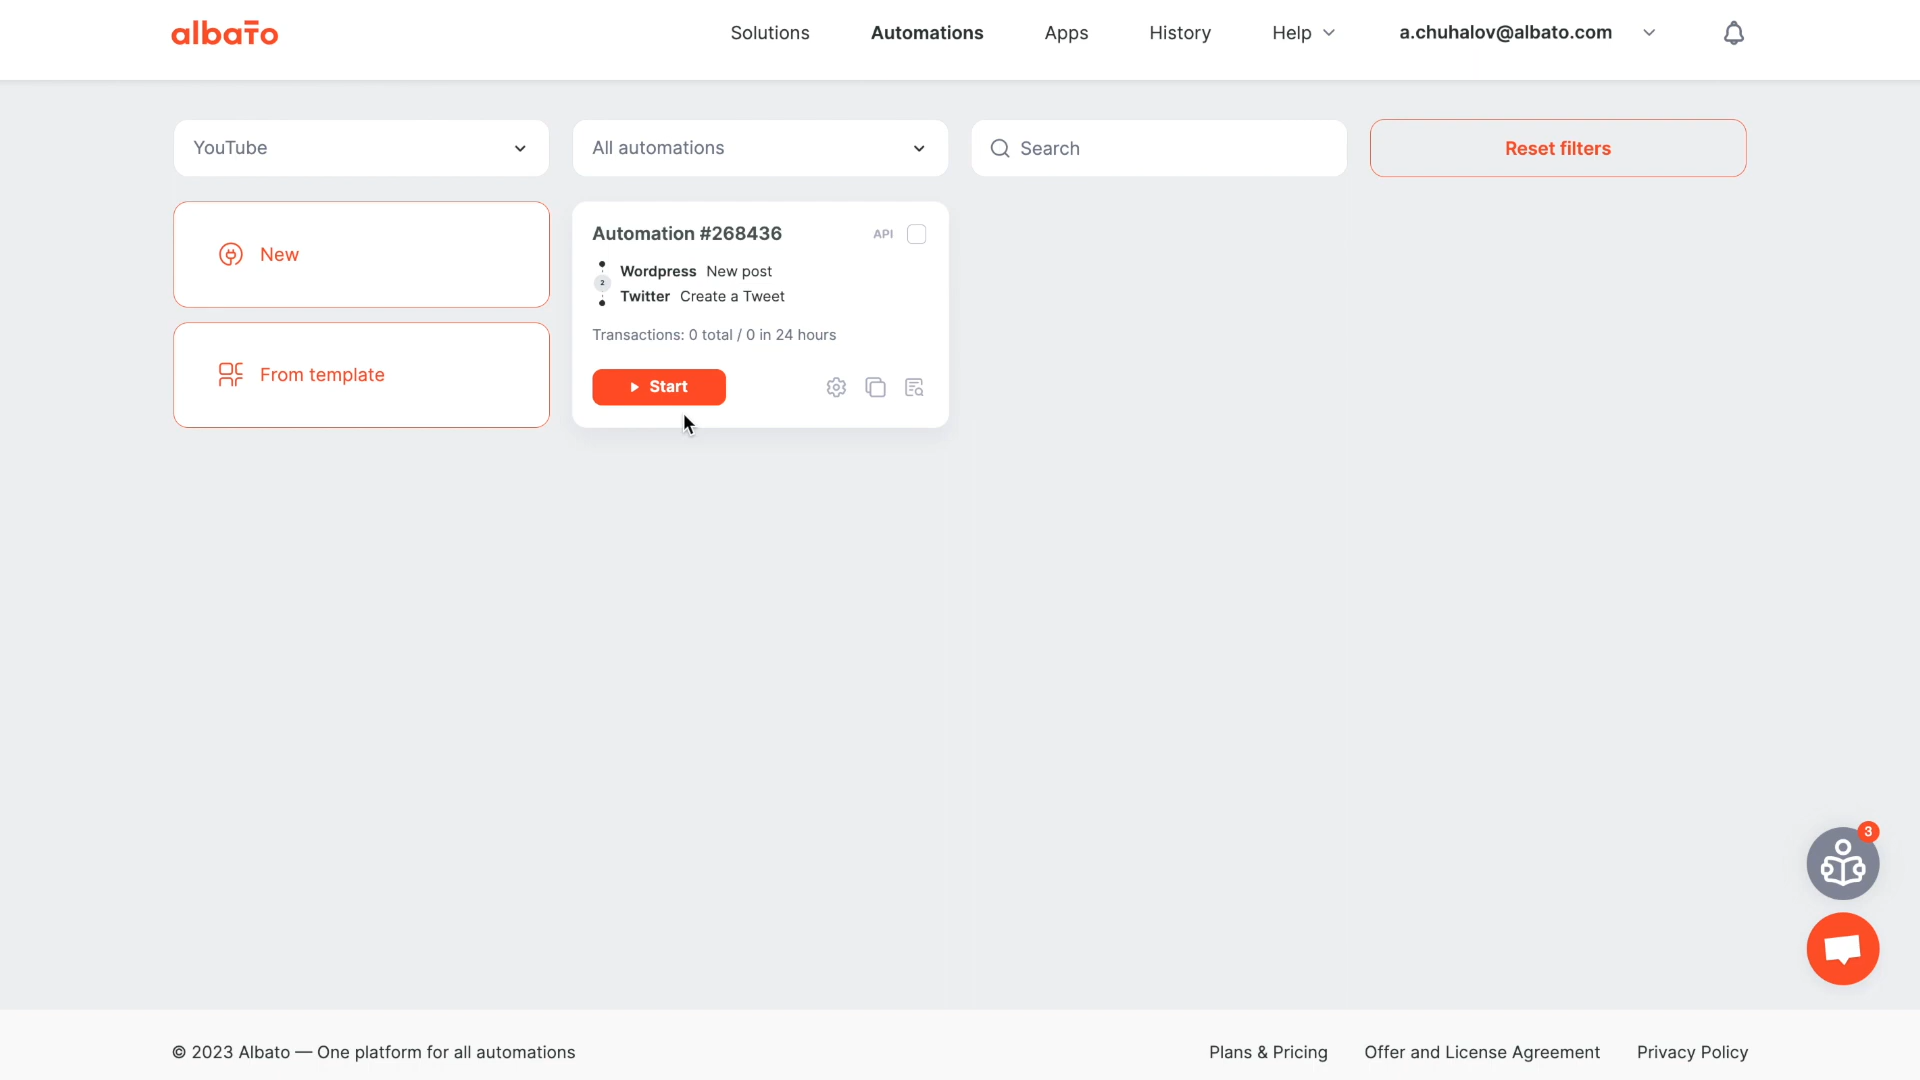 albato
Solutions
Automations
Apps
History
Help
a.chuhalov@albato.com
YouTube
All automations
Search
Reset filters
New
From template
Automation #268436
API
Wordpress New post
2
Twitter Create a Tweet
Transactions: 0 total / 0 in 24 hours
Start
3
© 2023 Albato — One platform for all automations
Plans & Pricing
Offer and License Agreement
Privacy Policy